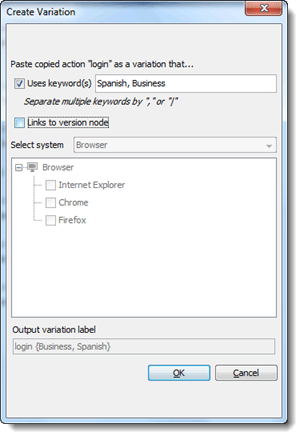 Create Variation
Paste copied action "login" as a variation that...
Uses keyword(s) Spanish, Business
Separate multiple keywords by "," or "|"
Links to version node
Select system Browser
Browser
Internet Explorer
Chrome
Firefox
Output variation label
login {Business, Spanish}
OK Cancel